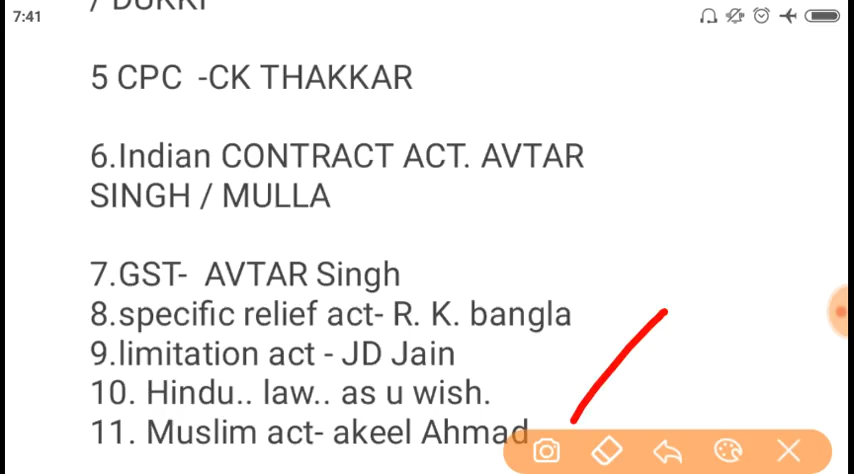 7:41
/ DUKKI
5 CPC -CK THAKKAR
6.Indian CONTRACT ACT. AVTAR
SINGH / MULLA
7.GST- AVTAR Singh
8.specific relief act- R. K. bangla
9.limitation act - JD Jain
10. Hindu.. law.. as u wish.
11. Muslim act- akeel Ahmad